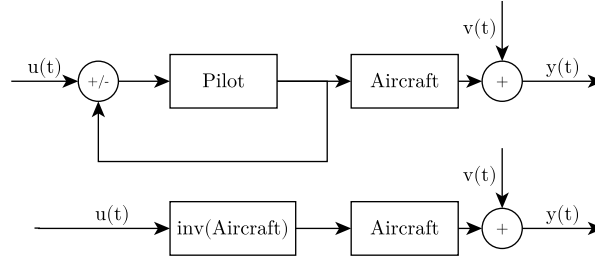 v(t)
u(t) +/- Pilot Aircraft + y(t)
v(t)
u(t) inv(Aircraft) Aircraft + y(t)